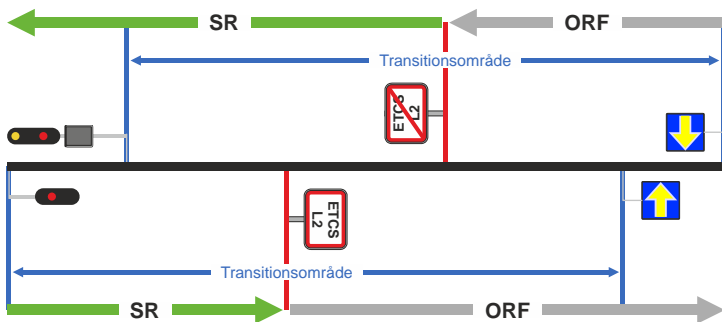 SR
ORF
Transitionsområde
ETCS
L2
ETCS
L2
Transitionsområde
SR
ORF